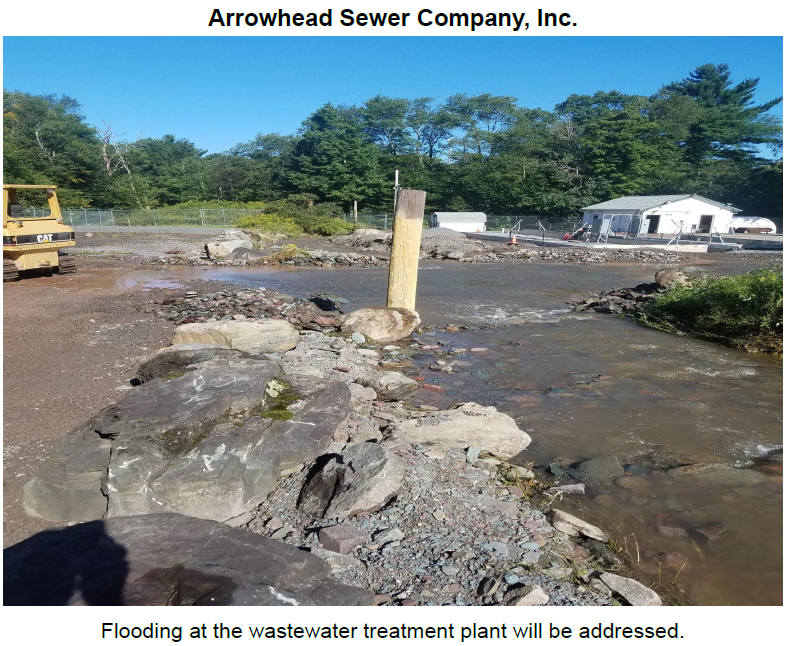 Arrowhead Sewer Company, Inc.
CAT
Flooding at the wastewater treatment plant will be addressed.